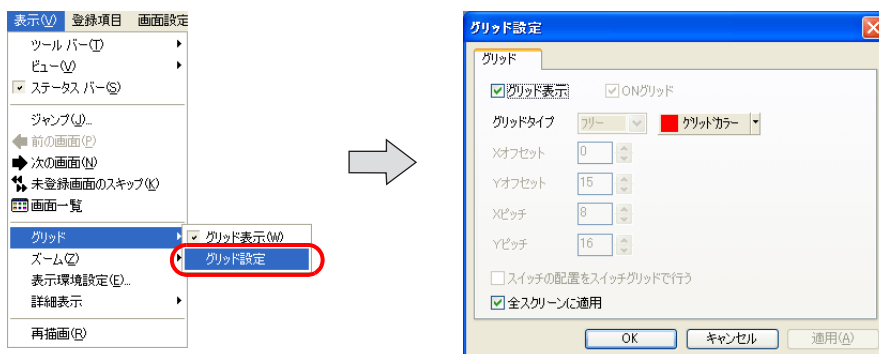 表示(V) 登録項目 画面設定
ツール バー(T)
ビュー(V)
ステータス バー(S)
ジャンプ(J)...
前の画面(P)
次の画面(N)
未登録画面のスキップ(K)
画面一覧
グリッド
グリッド表示(W)
ズーム(Z)
グリッド設定
表示環境設定(E)...
詳細表示
再描画(R)
グリッド設定
グリッド
グリッド表示 ONグリッド
グリッドタイプ フリー グリッドカラー
Xオフセット 0
Yオフセット 15
Xピッチ 8
Yピッチ 16
スイッチの配置をスイッチグリッドで行う
全スクリーンに適用
OK キャンセル 適用(A)